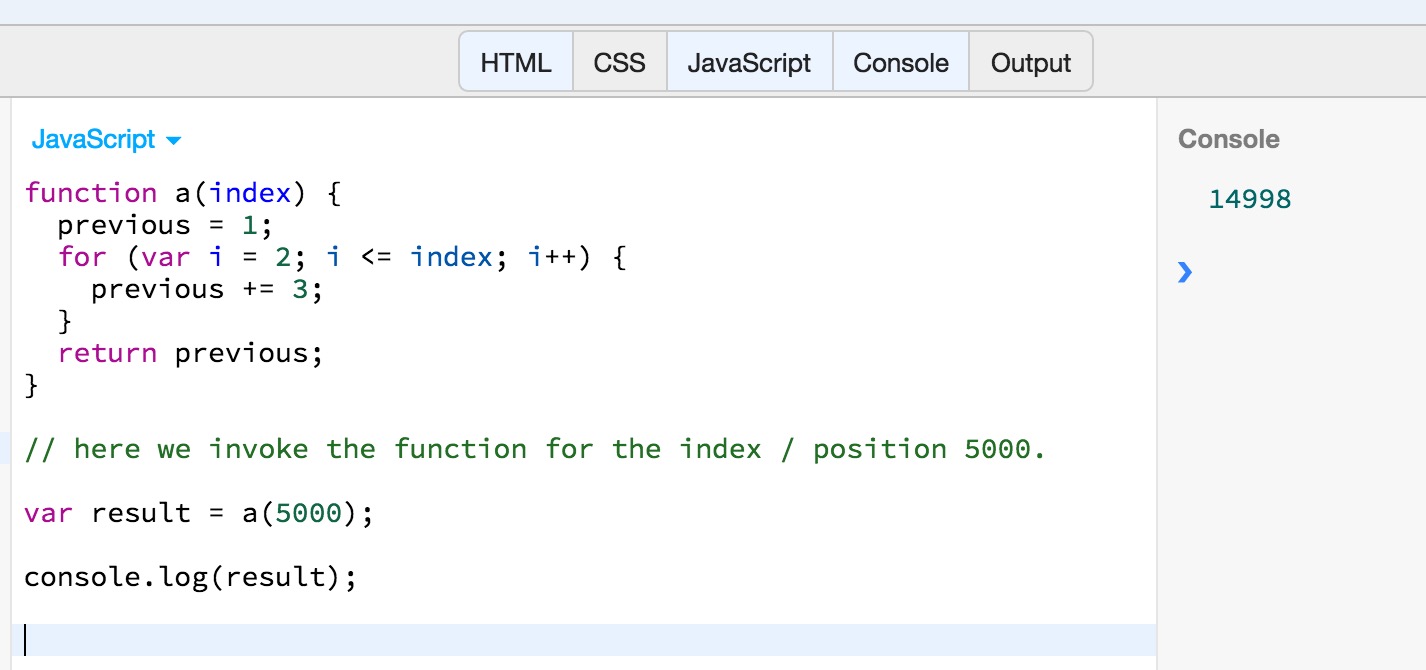 HTML CSS JavaScript Console Output
JavaScript
function a(index) {
  previous = 1;
  for (var i = 2; i <= index; i++) {
    previous += 3;
  }
  return previous;
}
// here we invoke the function for the index / position 5000.
var result = a(5000);
console.log(result);
Console
14998